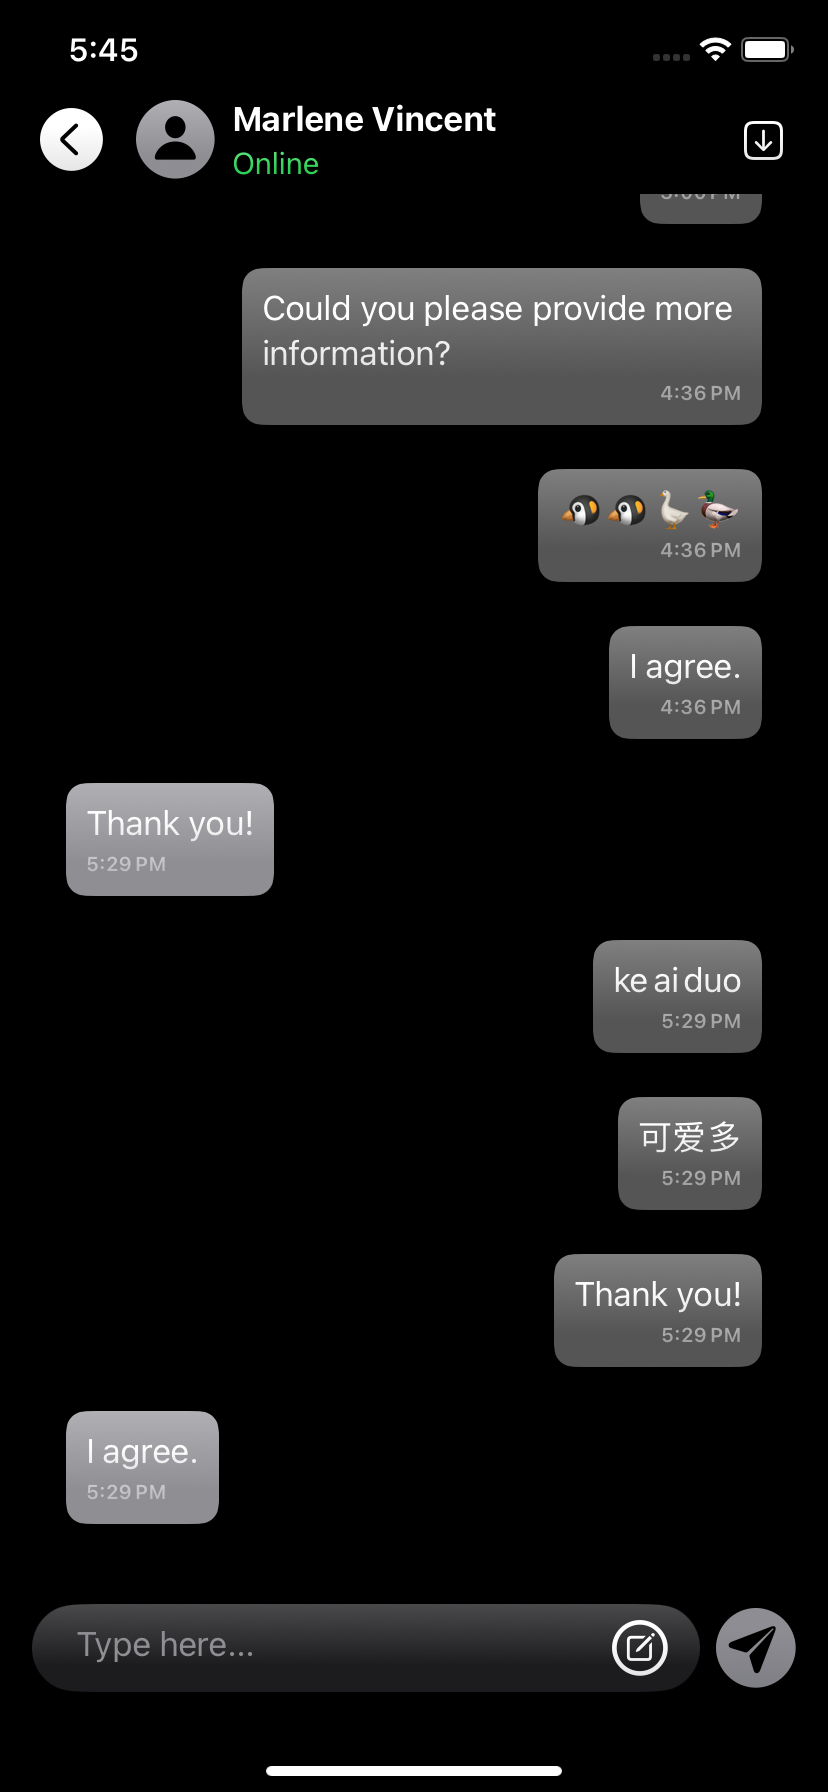 5:45
Marlene Vincent
Online
Could you please provide more
information?
4:36 PM
🐧🐧🪿🦆
4:36 PM
I agree.
4:36 PM
Thank you!
5:29 PM
ke ai duo
5:29 PM
可爱多
5:29 PM
Thank you!
5:29 PM
I agree.
5:29 PM
Type here...